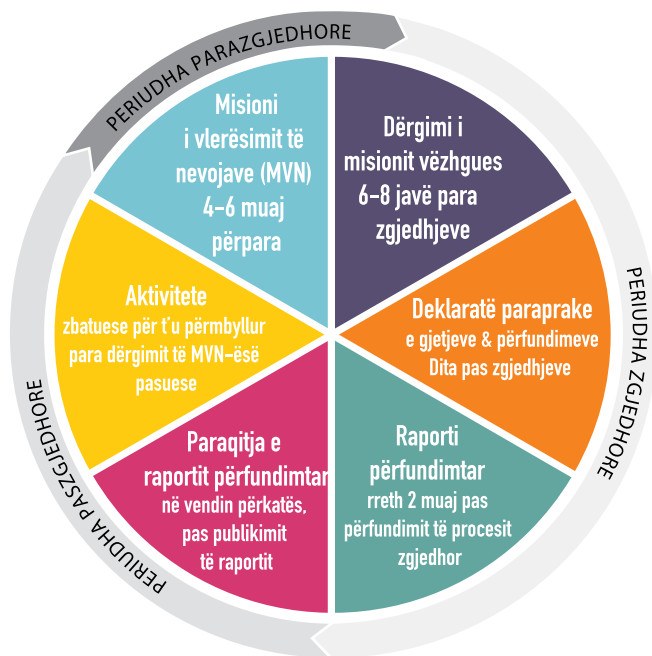 PERIUDHA PARAZGJEDHORE
Misioni
i vlerësimit të
nevojave (MVN)
4–6 muaj
përpara
Dërgimi i
misionit vëzhgues
6–8 javë para
zgjedhjeve
PERIUDHA ZGJEDHORE
Deklaratë paraprake
e gjetjeve & përfundimeve
Dita pas zgjedhjeve
Raporti
përfundimtar
rreth 2 muaj pas
përfundimit të procesit
zgjedhor
Paraqitja e
raportit përfundimtar
në vendin përkatës,
pas publikimit
të raportit
PERIUDHA PASZGJEDHORE
Aktivitete
zbatuese për t'u përmbyllur
para dërgimit të MVN–ësë
pasuese